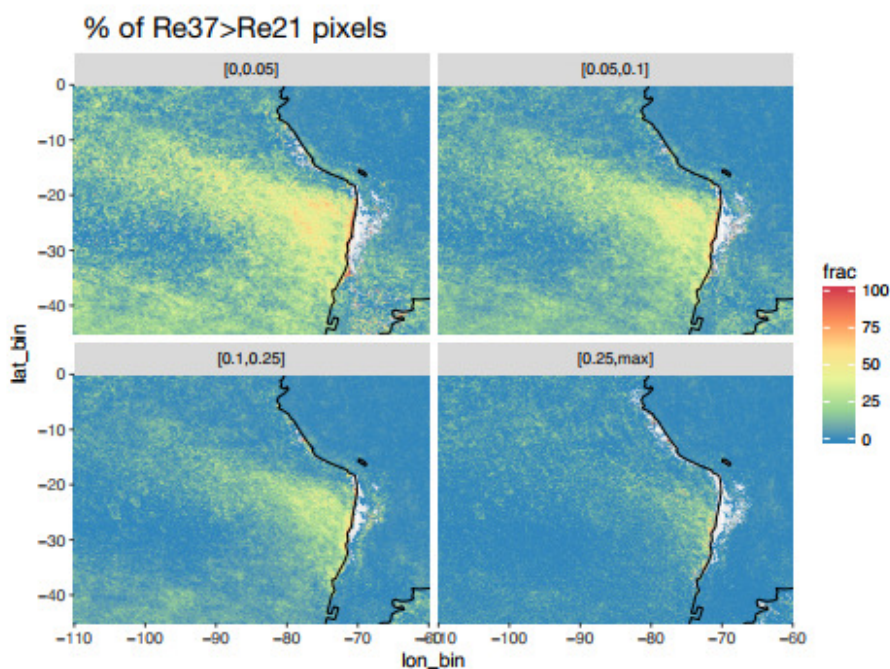 % of Re37>Re21 pixels
[0,0.05] [0.05,0.1]
0
−10
−20
−30
−40
[0.1,0.25] [0.25,max]
0
−10
−20
−30
−40
−110 −100 −90 −80 −70 −60 −110 −100 −90 −80 −70 −60
lon_bin
lat_bin
frac
100
75
50
25
0